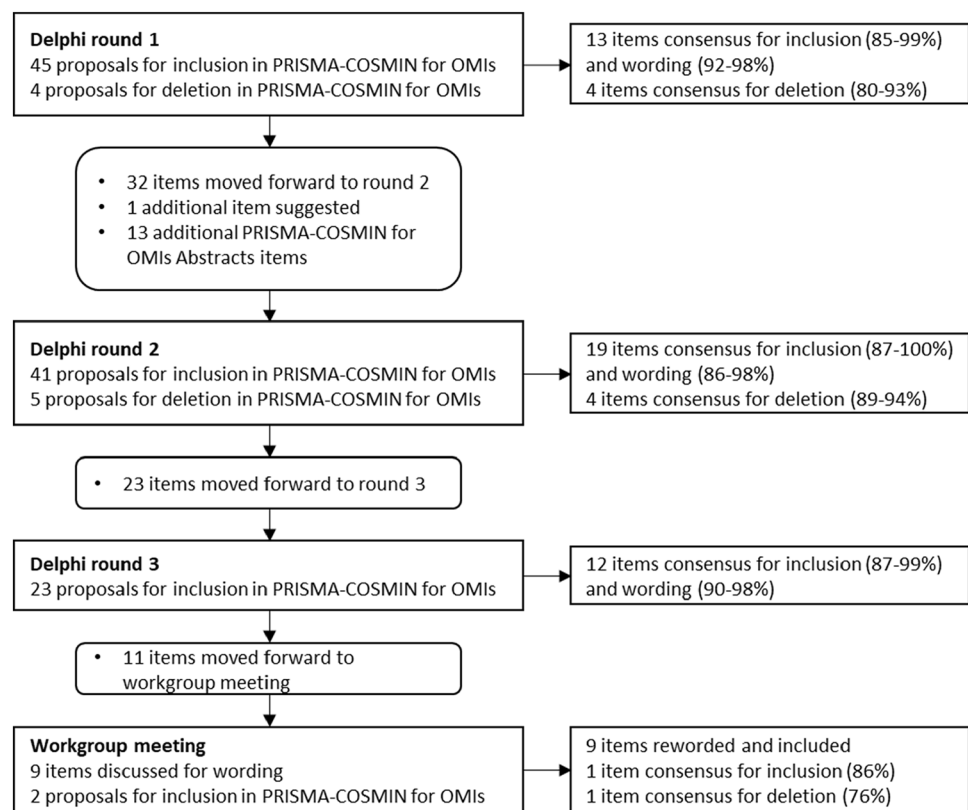 Delphi round 1
45 proposals for inclusion in PRISMA-COSMIN for OMIs
4 proposals for deletion in PRISMA-COSMIN for OMIs
13 items consensus for inclusion (85-99%)
and wording (92-98%)
4 items consensus for deletion (80-93%)
• 32 items moved forward to round 2
• 1 additional item suggested
• 13 additional PRISMA-COSMIN for
OMIs Abstracts items
Delphi round 2
41 proposals for inclusion in PRISMA-COSMIN for OMIs
5 proposals for deletion in PRISMA-COSMIN for OMIs
19 items consensus for inclusion (87-100%)
and wording (86-98%)
4 items consensus for deletion (89-94%)
• 23 items moved forward to round 3
Delphi round 3
23 proposals for inclusion in PRISMA-COSMIN for OMIs
12 items consensus for inclusion (87-99%)
and wording (90-98%)
• 11 items moved forward to
workgroup meeting
Workgroup meeting
9 items discussed for wording
2 proposals for inclusion in PRISMA-COSMIN for OMIs
9 items reworded and included
1 item consensus for inclusion (86%)
1 item consensus for deletion (76%)